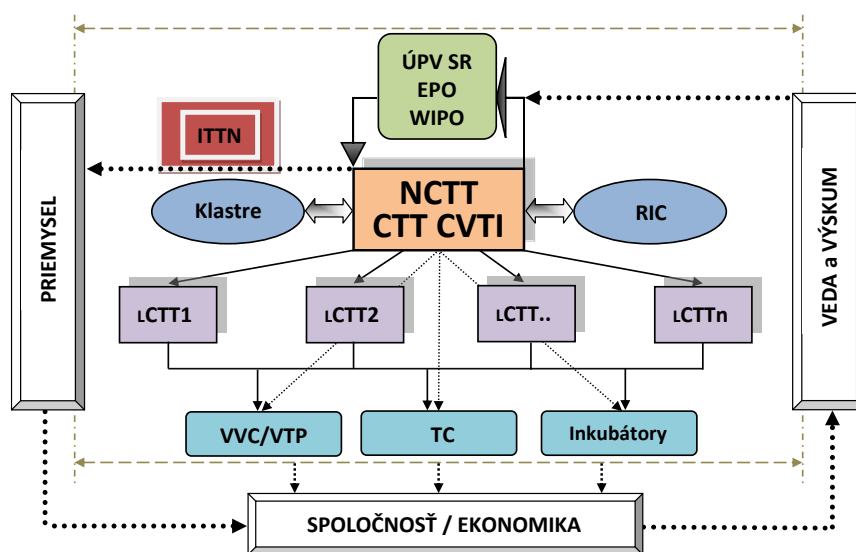 ÚPV SR
EPO
WIPO
ITTN
PRIEMYSEL
VEDA a VÝSKUM
NCTT
CTT CVTI
Klastre
RIC
LCTT1
LCTT2
LCTT..
LCTTn
VVC/VTP
TC
Inkubátory
SPOLOČNOSŤ / EKONOMIKA